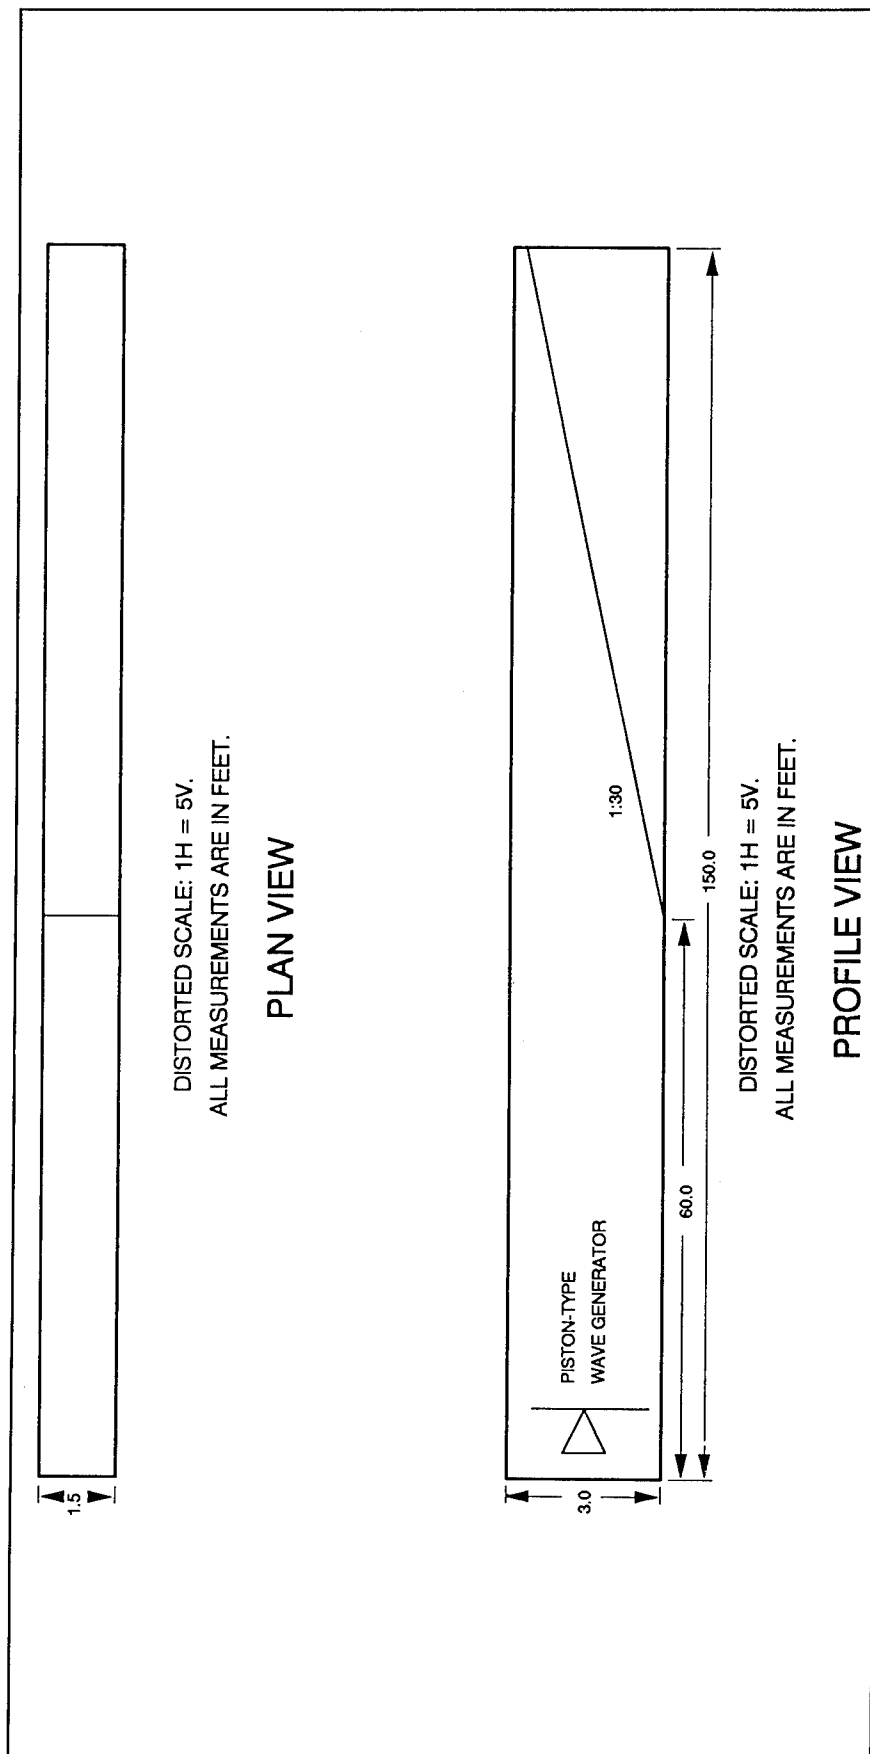 1.5
DISTORTED SCALE: 1H = 5V.
ALL MEASUREMENTS ARE IN FEET.
PLAN VIEW
3.0
PISTON-TYPE
WAVE GENERATOR
1:30
60.0
150.0
DISTORTED SCALE: 1H = 5V.
ALL MEASUREMENTS ARE IN FEET.
PROFILE VIEW